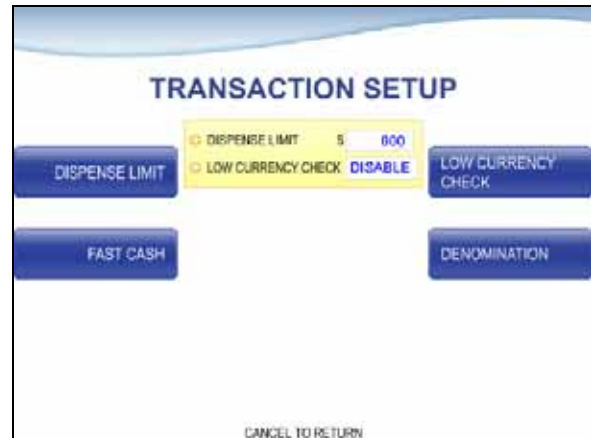 TRANSACTION SETUP
DISPENSE LIMIT $ 800
LOW CURRENCY CHECK DISABLE
DISPENSE LIMIT
LOW CURRENCY
CHECK
FAST CASH
DENOMINATION
CANCEL TO RETURN